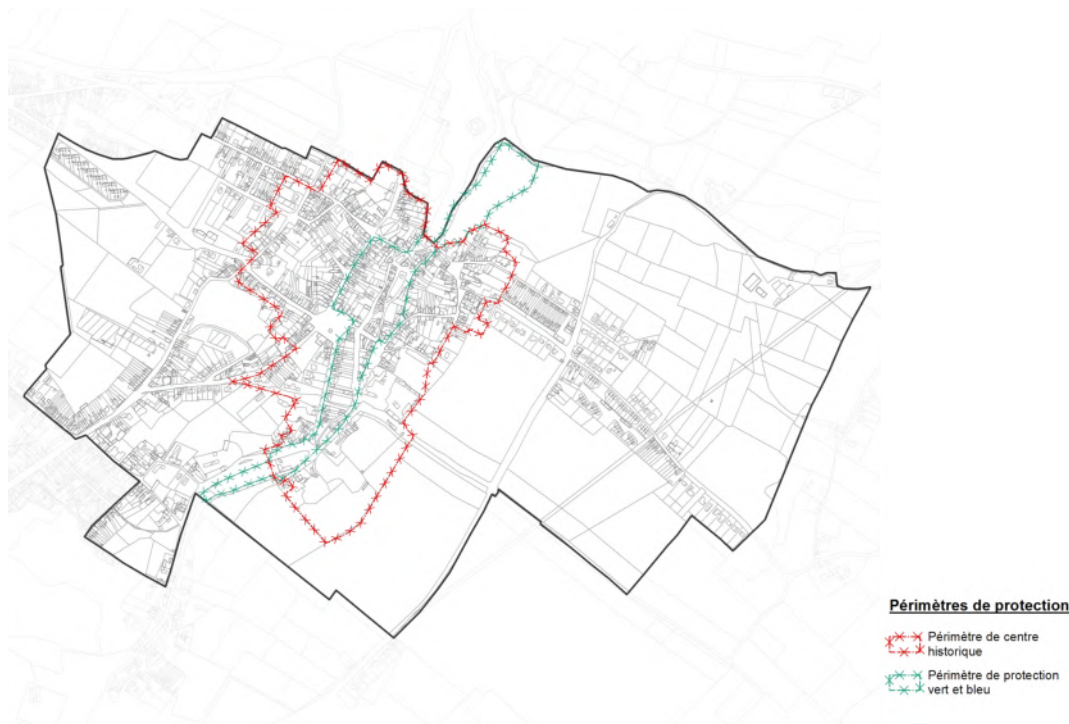 Périmètres de protection
Périmètre de centre
historique
Périmètre de protection
vert et bleu